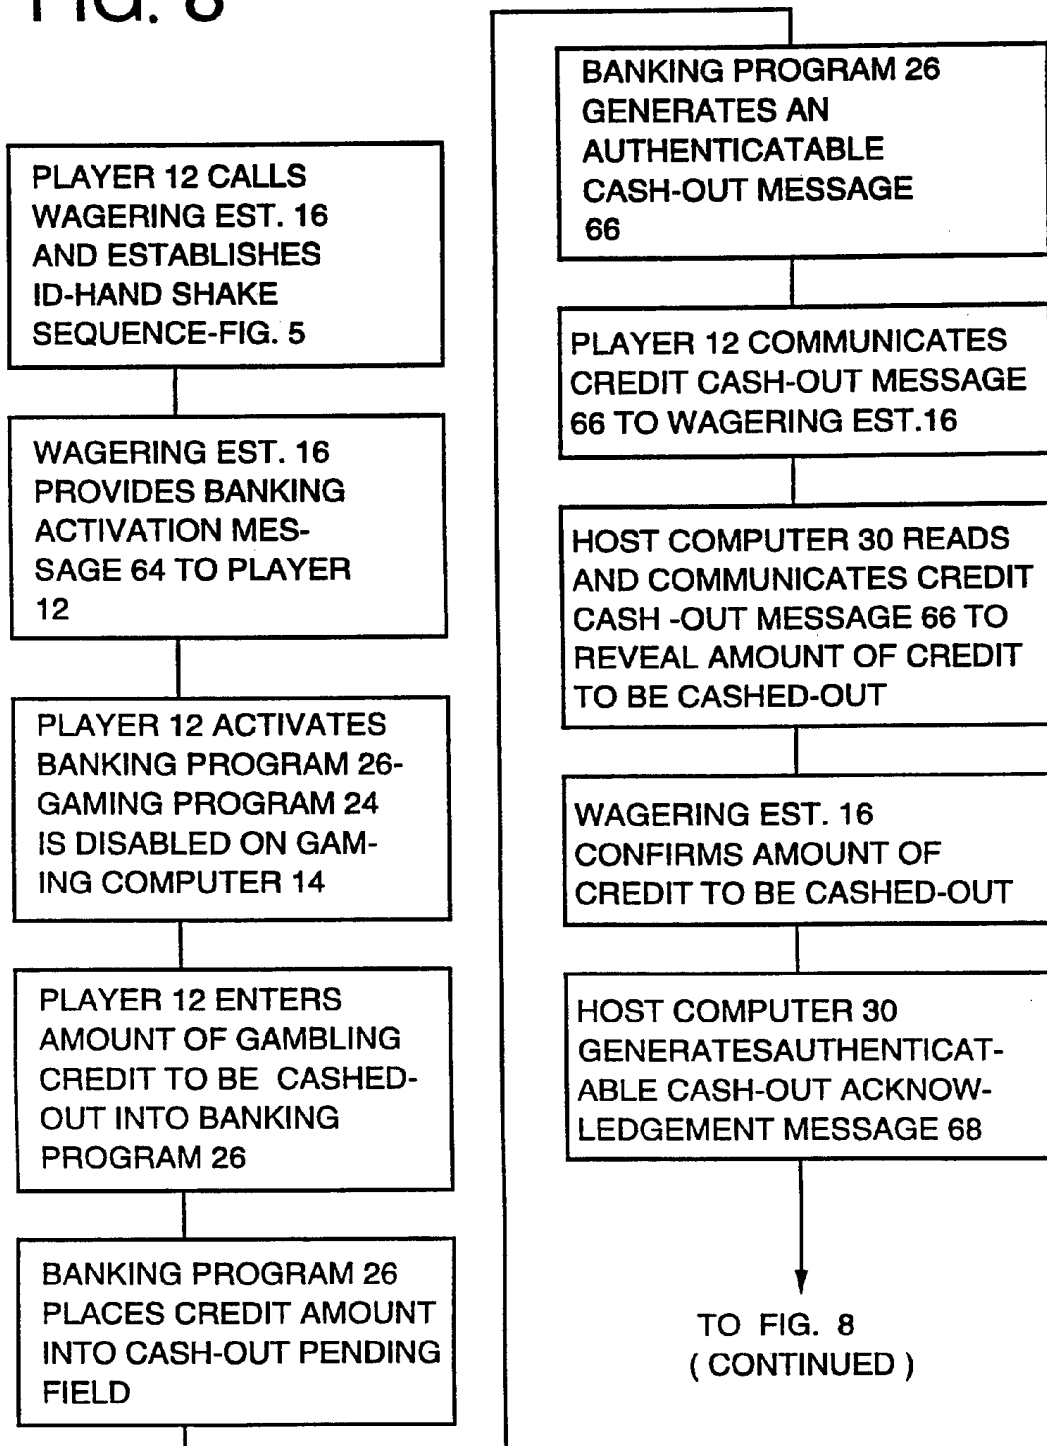 FIG. 8
PLAYER 12 CALLS
WAGERING EST. 16
AND ESTABLISHES
ID-HAND SHAKE
SEQUENCE-FIG. 5
WAGERING EST. 16
PROVIDES BANKING
ACTIVATION MES-
SAGE 64 TO PLAYER
12
PLAYER 12 ACTIVATES
BANKING PROGRAM 26-
GAMING PROGRAM 24
IS DISABLED ON GAM-
ING COMPUTER 14
PLAYER 12 ENTERS
AMOUNT OF GAMBLING
CREDIT TO BE CASHED-
OUT INTO BANKING
PROGRAM 26
BANKING PROGRAM 26
PLACES CREDIT AMOUNT
INTO CASH-OUT PENDING
FIELD
BANKING PROGRAM 26
GENERATES AN
AUTHENTICATABLE
CASH-OUT MESSAGE
66
PLAYER 12 COMMUNICATES
CREDIT CASH-OUT MESSAGE
66 TO WAGERING EST.16
HOST COMPUTER 30 READS
AND COMMUNICATES CREDIT
CASH -OUT MESSAGE 66 TO
REVEAL AMOUNT OF CREDIT
TO BE CASHED-OUT
WAGERING EST. 16
CONFIRMS AMOUNT OF
CREDIT TO BE CASHED-OUT
HOST COMPUTER 30
GENERATESAUTHENTICAT-
ABLE CASH-OUT ACKNOW-
LEDGEMENT MESSAGE 68
TO FIG. 8
( CONTINUED )